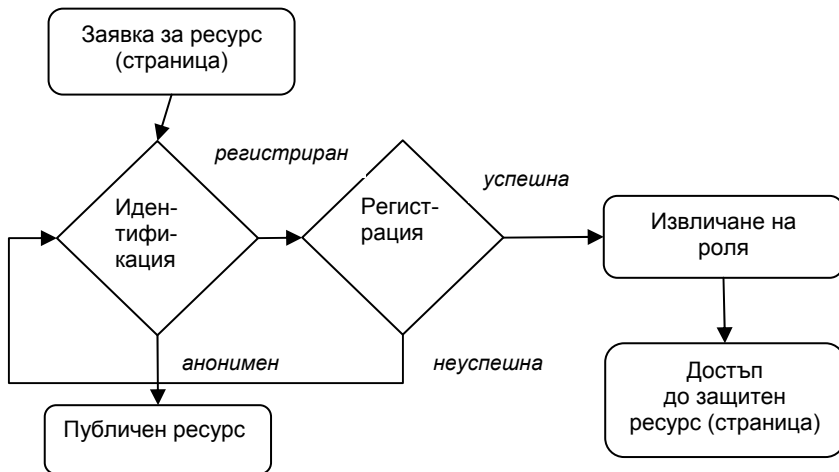 Заявка за ресурс
(страница)
регистриран
успешна
Иден-
тифи-
кация
Регист-
рация
Извличане на
роля
анонимен
неуспешна
Публичен ресурс
Достъп
до защитен
ресурс (страница)